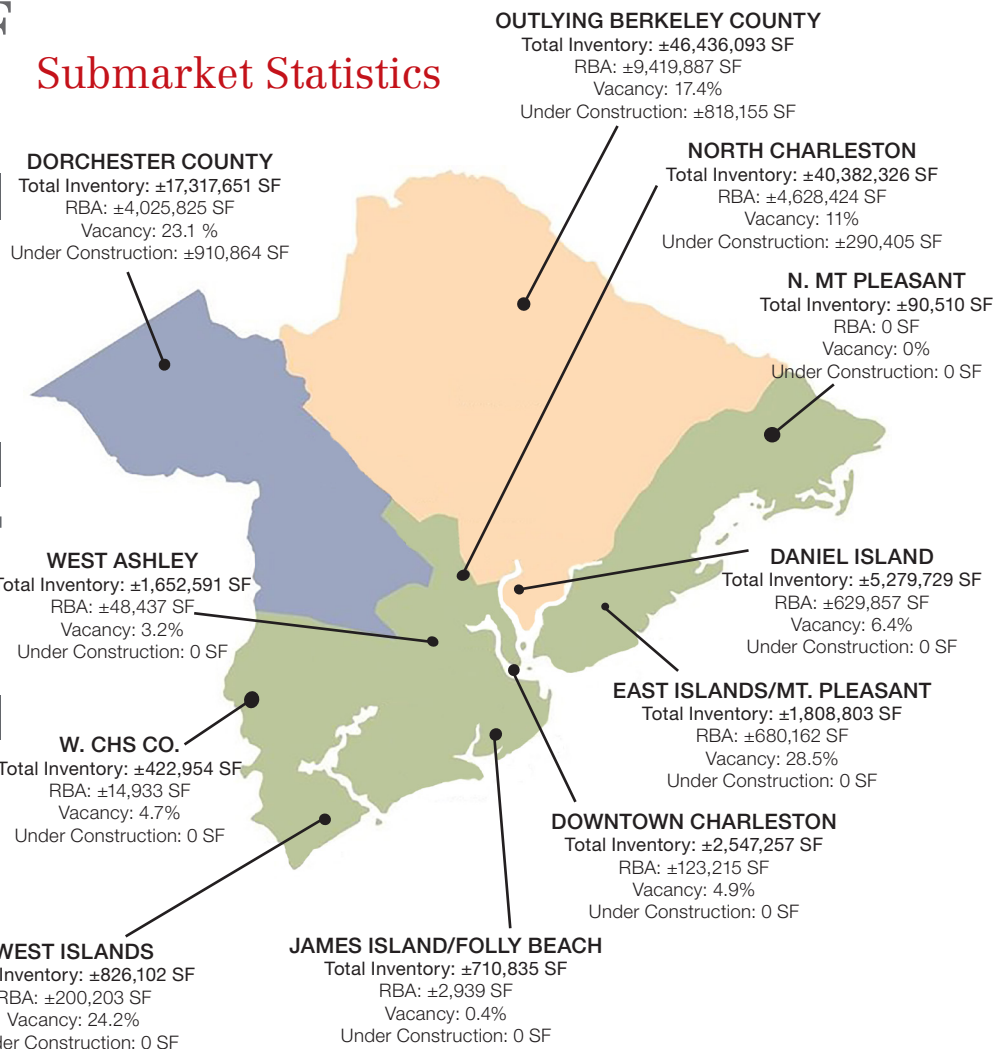 Submarket Statistics
OUTLYING BERKELEY COUNTY
Total Inventory: ±46,436,093 SF
RBA: ±9,419,887 SF
Vacancy: 17.4%
Under Construction: ±818,155 SF
DORCHESTER COUNTY
Total Inventory: ±17,317,651 SF
RBA: ±4,025,825 SF
Vacancy: 23.1 %
Under Construction: ±910,864 SF
NORTH CHARLESTON
Total Inventory: ±40,382,326 SF
RBA: ±4,628,424 SF
Vacancy: 11%
Under Construction: ±290,405 SF
N. MT PLEASANT
Total Inventory: ±90,510 SF
RBA: 0 SF
Vacancy: 0%
Under Construction: 0 SF
WEST ASHLEY
Total Inventory: ±1,652,591 SF
RBA: ±48,437 SF
Vacancy: 3.2%
Under Construction: 0 SF
DANIEL ISLAND
Total Inventory: ±5,279,729 SF
RBA: ±629,857 SF
Vacancy: 6.4%
Under Construction: 0 SF
EAST ISLANDS/MT. PLEASANT
Total Inventory: ±1,808,803 SF
RBA: ±680,162 SF
Vacancy: 28.5%
Under Construction: 0 SF
W. CHS CO.
Total Inventory: ±422,954 SF
RBA: ±14,933 SF
Vacancy: 4.7%
Under Construction: 0 SF
DOWNTOWN CHARLESTON
Total Inventory: ±2,547,257 SF
RBA: ±123,215 SF
Vacancy: 4.9%
Under Construction: 0 SF
WEST ISLANDS
Inventory: ±826,102 SF
RBA: ±200,203 SF
Vacancy: 24.2%
Construction: 0 SF
JAMES ISLAND/FOLLY BEACH
Total Inventory: ±710,835 SF
RBA: ±2,939 SF
Vacancy: 0.4%
Under Construction: 0 SF